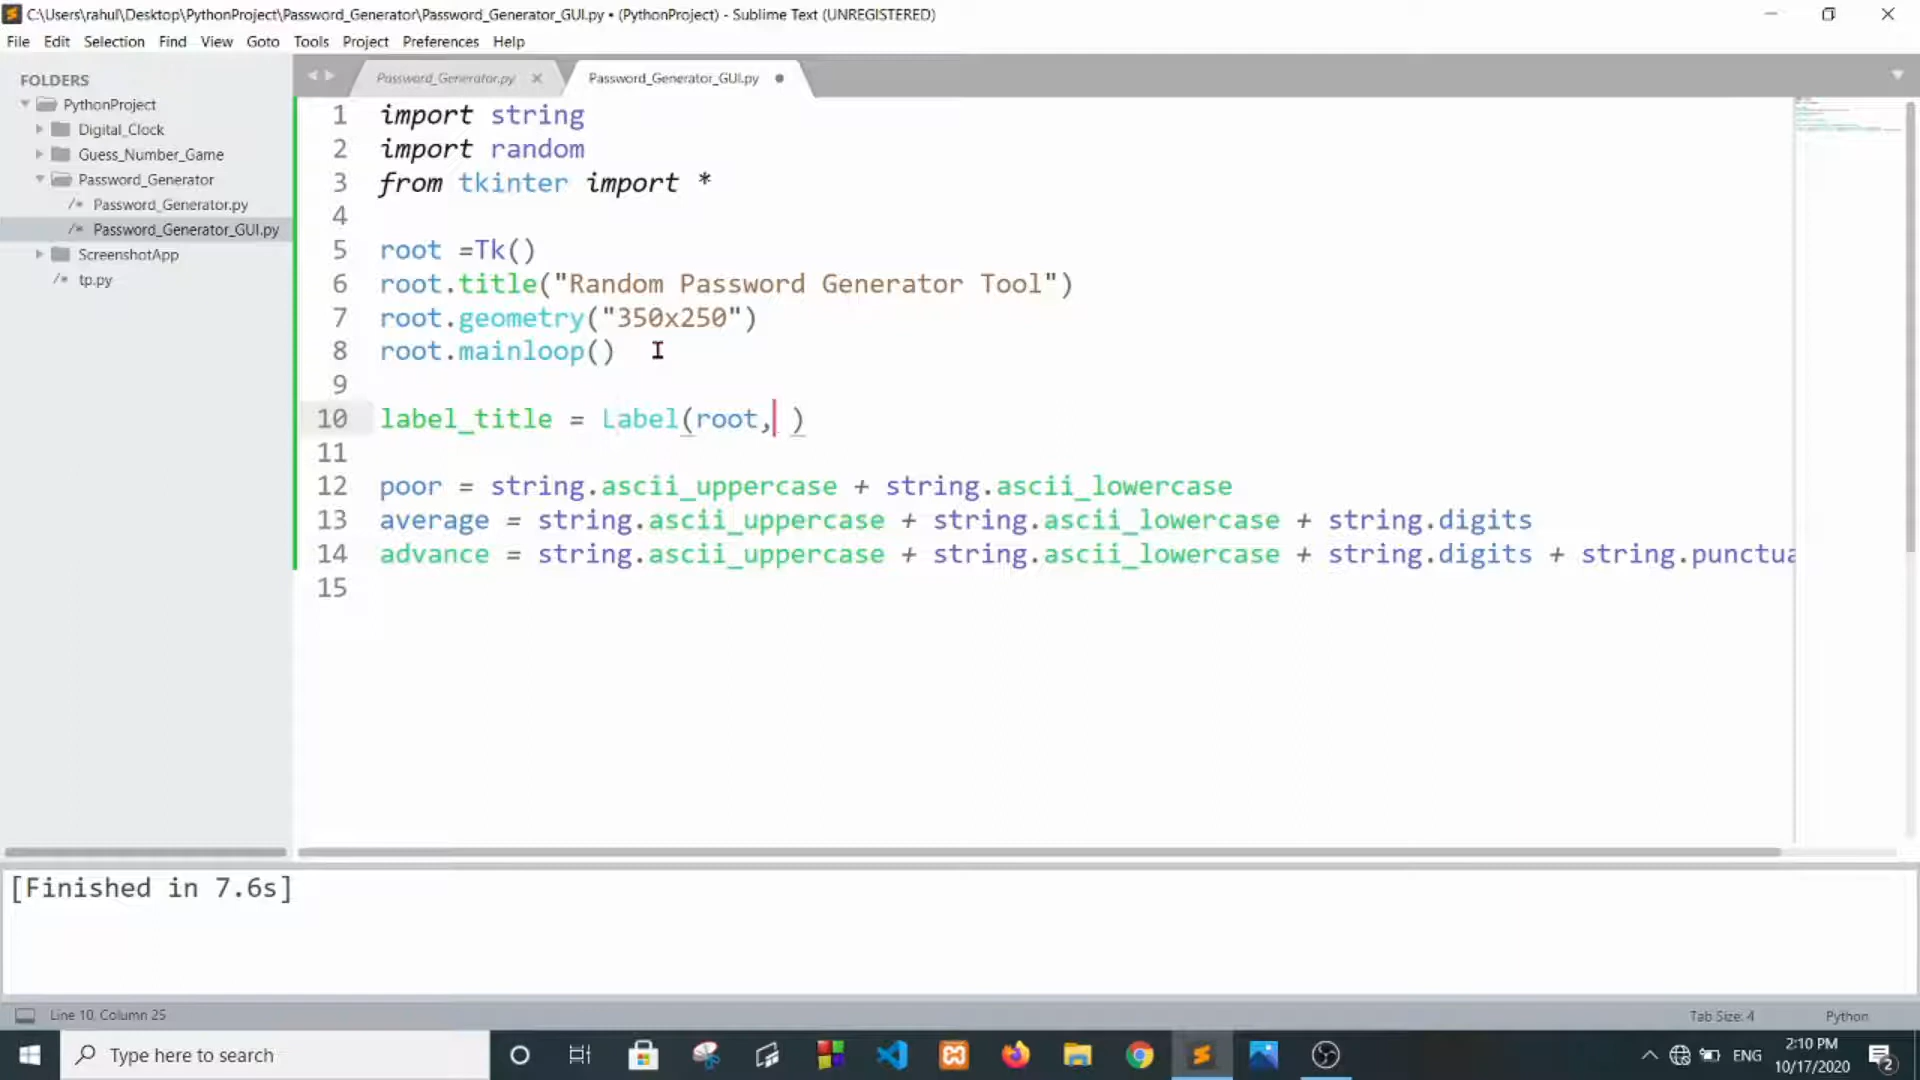 C:\Users\rahul\Desktop\PythonProject\Password_Generator\Password_Generator_GUI.py • (PythonProject) - Sublime Text (UNREGISTERED)
File Edit Selection Find View Goto Tools Project Preferences Help
FOLDERS
PythonProject
Digital_Clock
Guess_Number_Game
Password_Generator
/* Password_Generator.py
/* Password_Generator_GUI.py
ScreenshotApp
/* tp.py
Password_Generator.py × Password_Generator_GUI.py •
1 import string
2 import random
3 from tkinter import *
4
5 root =Tk()
6 root.title("Random Password Generator Tool")
7 root.geometry("350x250")
8 root.mainloop()
9
10 label_title = Label(root, )
11
12 poor = string.ascii_uppercase + string.ascii_lowercase
13 average = string.ascii_uppercase + string.ascii_lowercase + string.digits
14 advance = string.ascii_uppercase + string.ascii_lowercase + string.digits + string.punctua
15
[Finished in 7.6s]
Line 10, Column 25
Tab Size: 4 Python
Type here to search
ENG
2:10 PM
10/17/2020
2